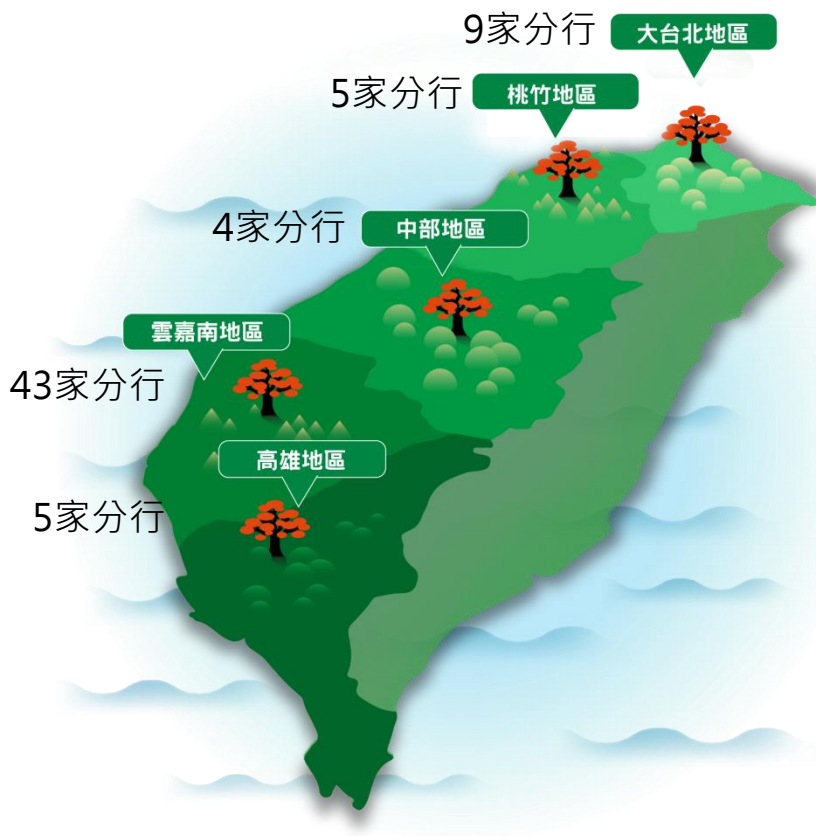 9家分行 大台北地區
5家分行 桃竹地區
4家分行 中部地區
雲嘉南地區
43家分行
高雄地區
5家分行